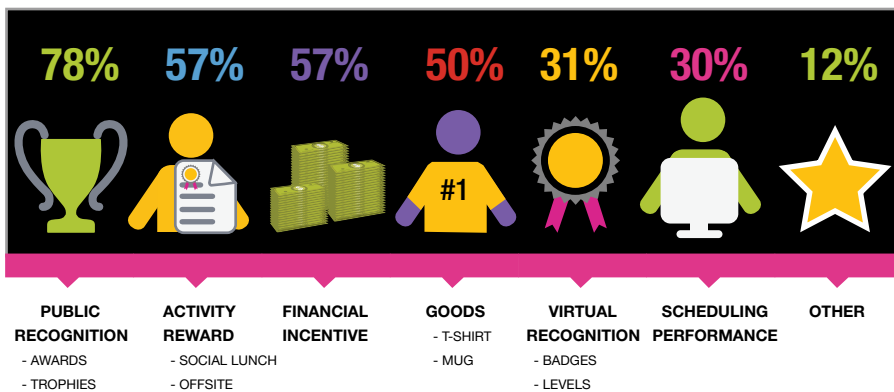 78% 57% 57% 50% 31% 30% 12%
#1
PUBLIC
RECOGNITION
- AWARDS
- TROPHIES
ACTIVITY
REWARD
- SOCIAL LUNCH
- OFFSITE
FINANCIAL
INCENTIVE
GOODS
- T-SHIRT
- MUG
VIRTUAL
RECOGNITION
- BADGES
- LEVELS
SCHEDULING
PERFORMANCE
OTHER